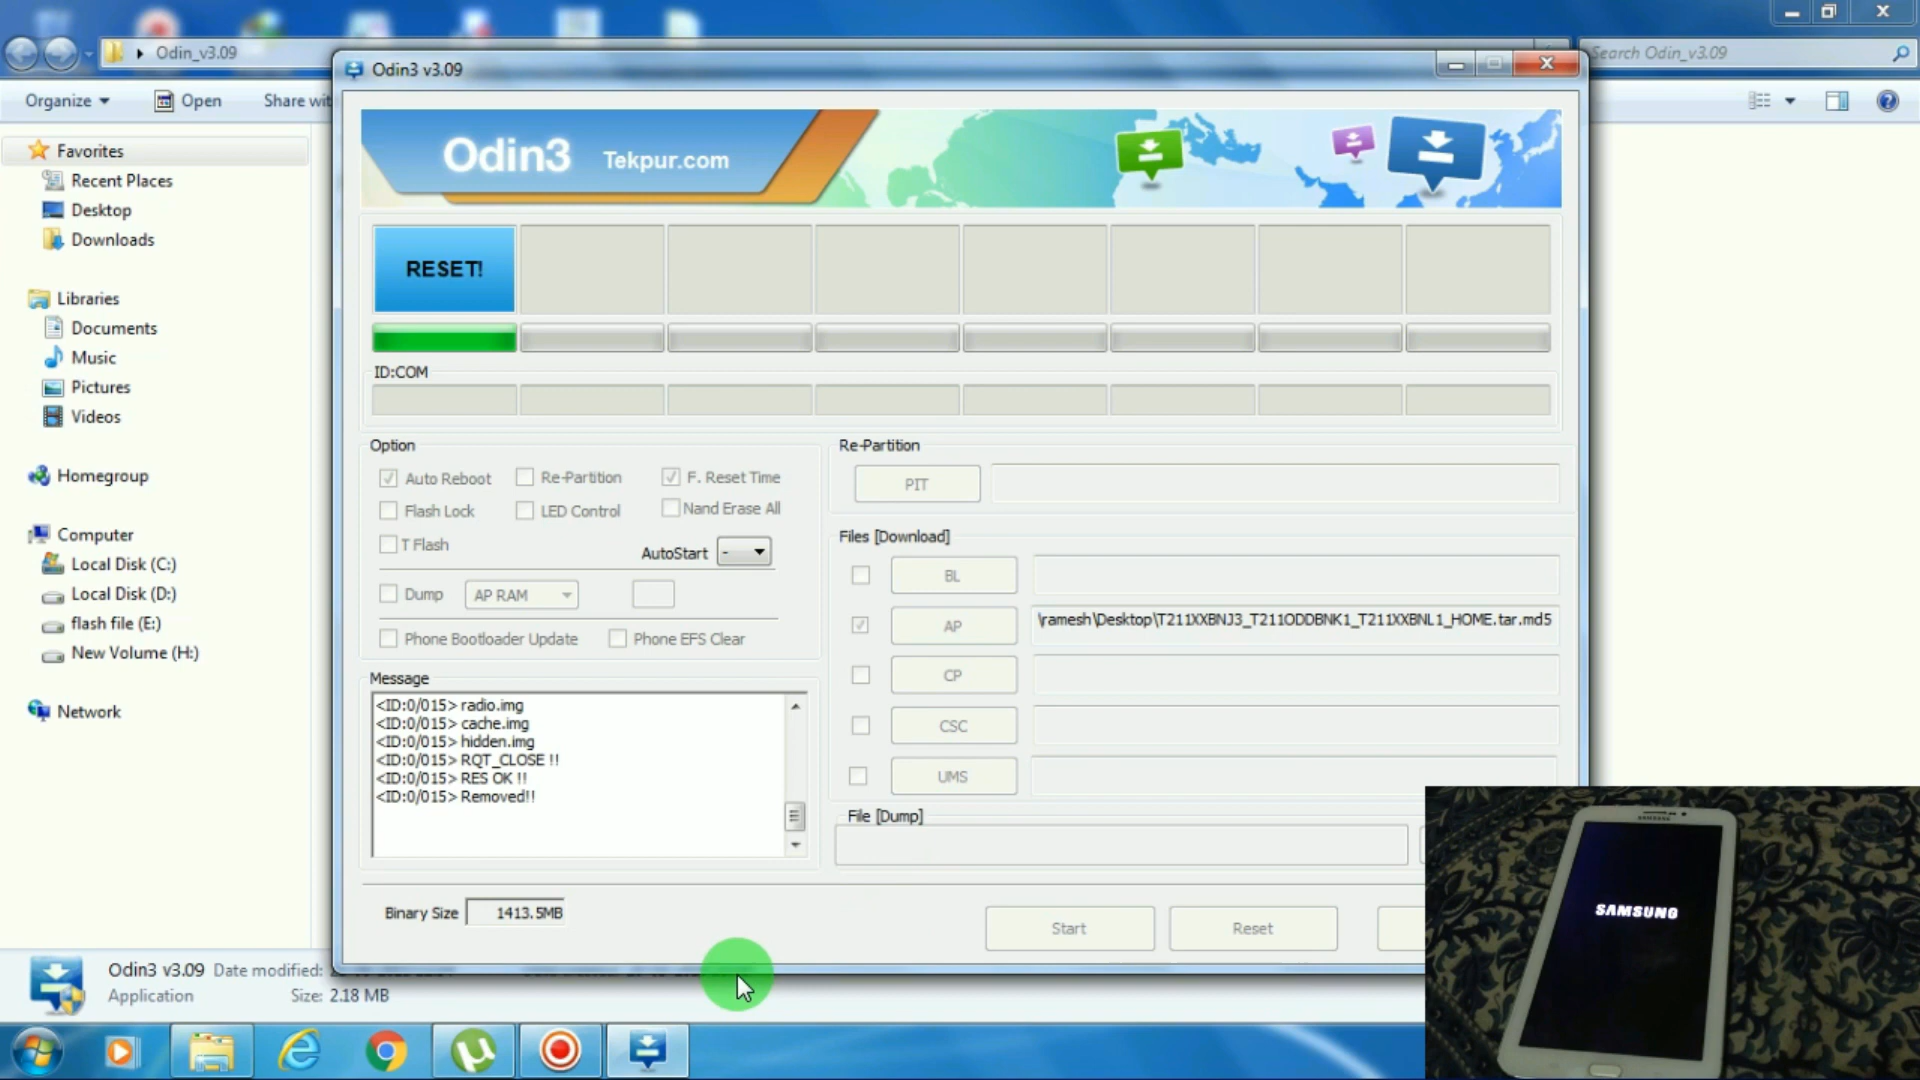 Odin_v3.09
Search Odin_v3.09
Organize
Open
Share wit
Favorites
Recent Places
Desktop
Downloads
Libraries
Documents
Music
Pictures
Videos
Homegroup
Computer
Local Disk (C:)
Local Disk (D:)
flash file (E:)
New Volume (H:)
Network
Odin3 v3.09
Odin3 Tekpur.com
RESET!
ID:COM
Option
Auto Reboot
Re-Partition
F. Reset Time
Flash Lock
LED Control
Nand Erase All
T Flash
AutoStart
-
Dump
AP RAM
Phone Bootloader Update
Phone EFS Clear
Message
<ID:0/015> radio.img
<ID:0/015> cache.img
<ID:0/015> hidden.img
<ID:0/015> RQT_CLOSE !!
<ID:0/015> RES OK !!
<ID:0/015> Removed!!
Binary Size 1413.5MB
Re-Partition
PIT
Files [Download]
BL
AP
\ramesh\Desktop\T211XXBNJ3_T211ODDBNK1_T211XXBNL1_HOME.tar.md5
CP
CSC
UMS
File [Dump]
Start
Reset
SAMSUNG
SAMSUNG
Odin3 v3.09 Date modified:
Application Size: 2.18 MB